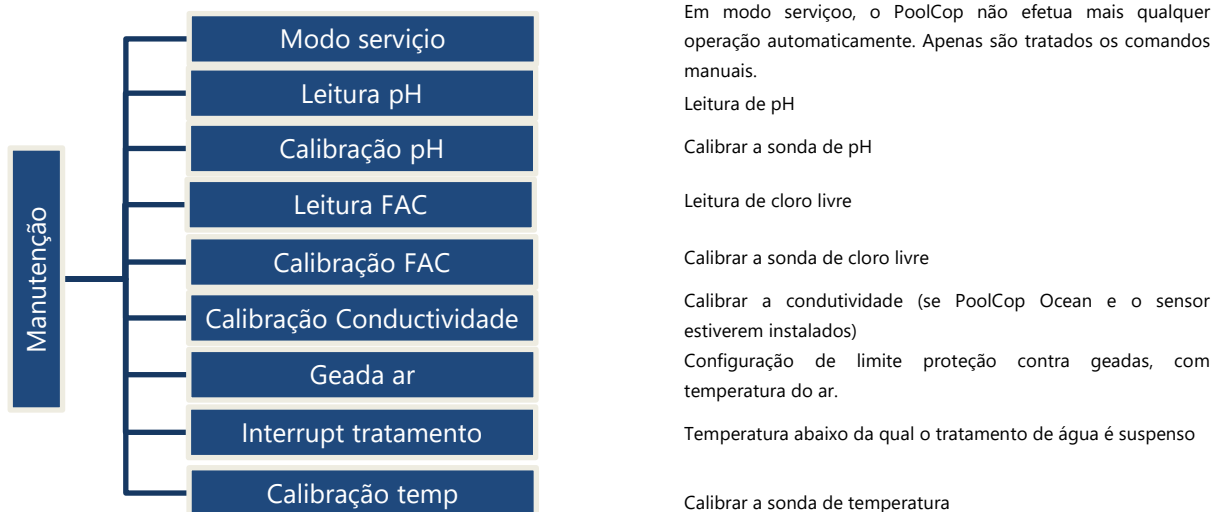 Manutenção
Modo serviçio
Em modo serviçoo, o PoolCop não efetua mais qualquer
operação automaticamente. Apenas são tratados os comandos
manuais.
Leitura pH
Leitura de pH
Calibração pH
Calibrar a sonda de pH
Leitura FAC
Leitura de cloro livre
Calibração FAC
Calibrar a sonda de cloro livre
Calibração Conductividade
Calibrar a condutividade (se PoolCop Ocean e o sensor
estiverem instalados)
Geada ar
Configuração de limite proteção contra geadas, com
temperatura do ar.
Interrupt tratamento
Temperatura abaixo da qual o tratamento de água é suspenso
Calibração temp
Calibrar a sonda de temperatura